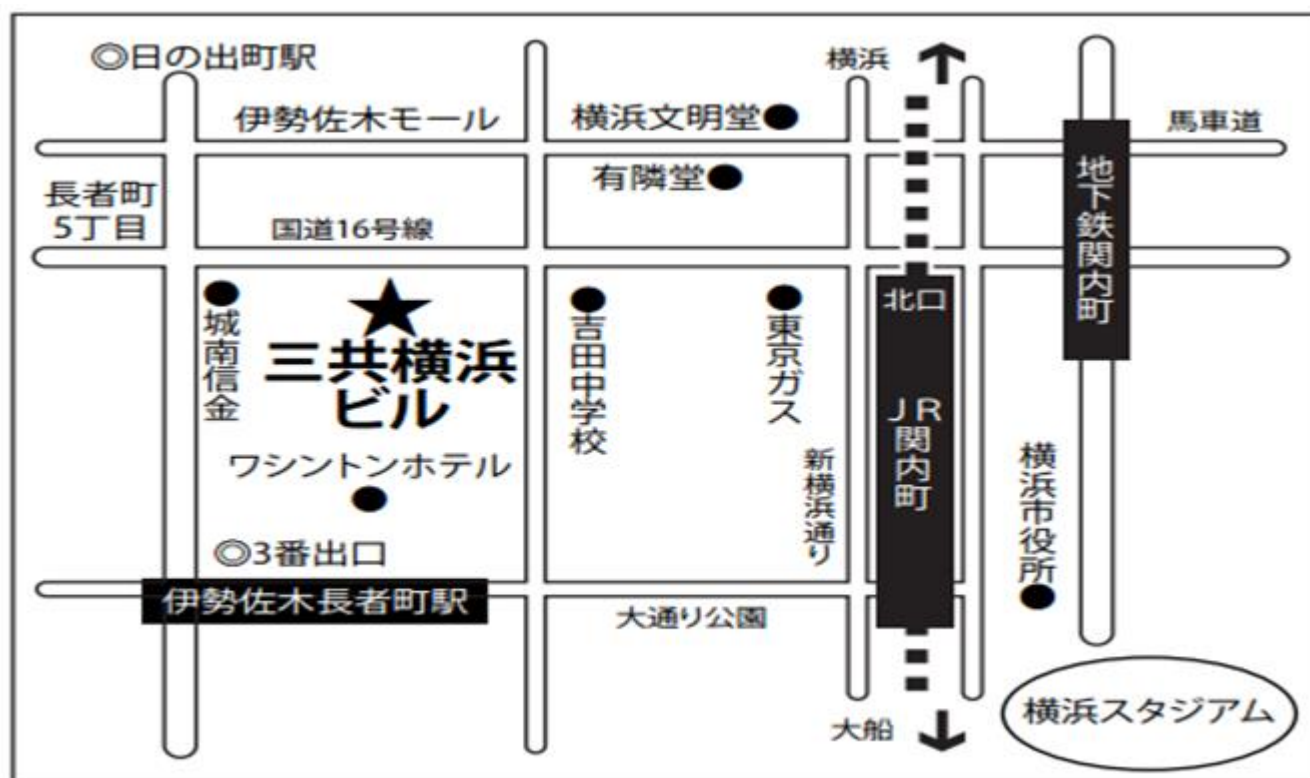 ◎日の出町駅
横浜
伊勢佐木モール
横浜文明堂●
馬車道
長者町
5丁目
有隣堂●
国道16号線
地下鉄関内町
●城南信金
★
三共横浜
ビル
●吉田中学校
●東京ガス
北口
JR関内町
ワシントンホテル
●
新横浜通り
横浜市役所●
◎3番出口
伊勢佐木長者町駅
大通り公園
大船
横浜スタジアム